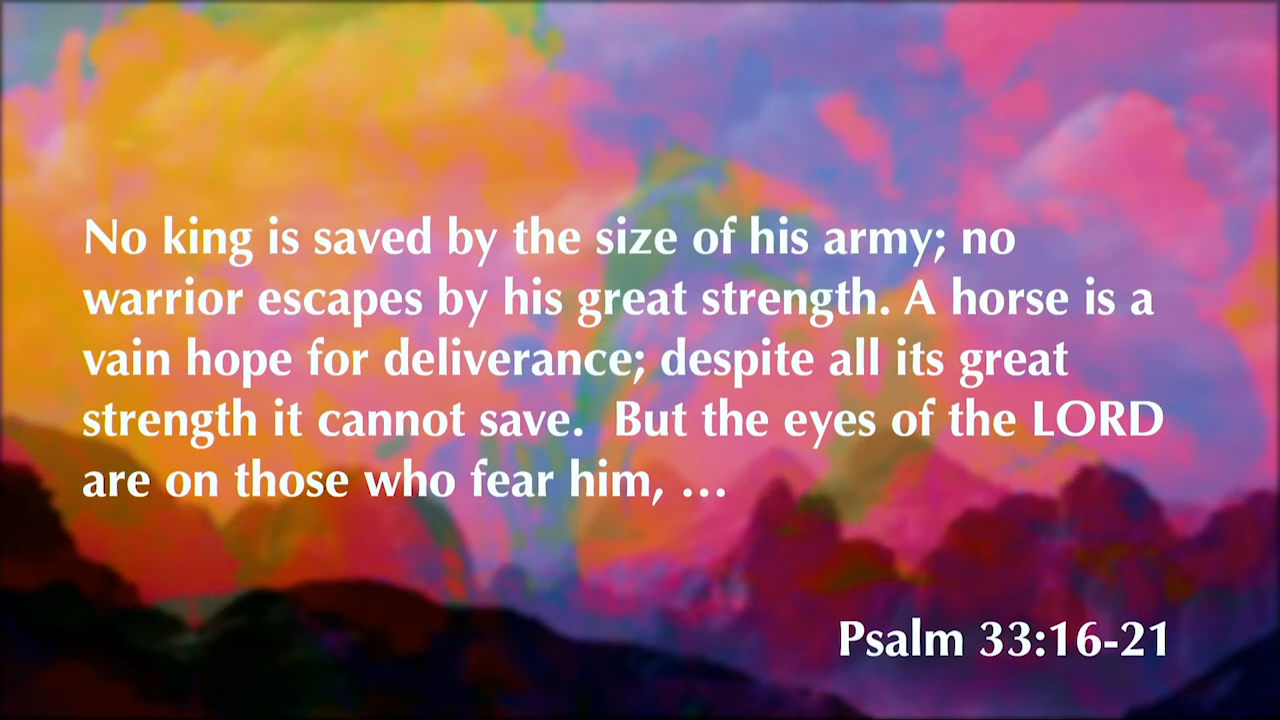 No king is saved by the size of his army; no
warrior escapes by his great strength. A horse is a
vain hope for deliverance; despite all its great
strength it cannot save.  But the eyes of the LORD
are on those who fear him, …
Psalm 33:16-21